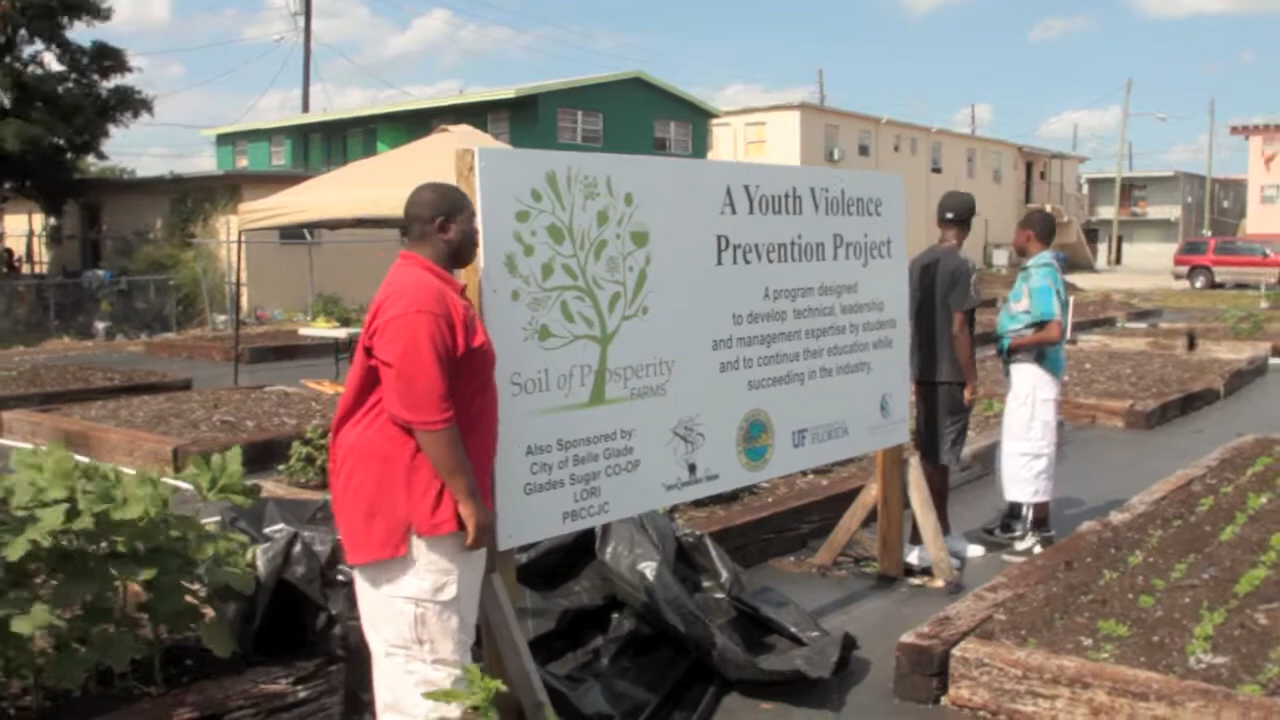 A Youth Violence
Prevention Project
A program designed
to develop technical, leadership
and management expertise by students
and to continue their education while
succeeding in the industry.
Soil of Prosperity
FARMS
Also Sponsored by:
City of Belle Glade
Glades Sugar CO-OP
LORI
PBCCJC
UF
FLORIDA